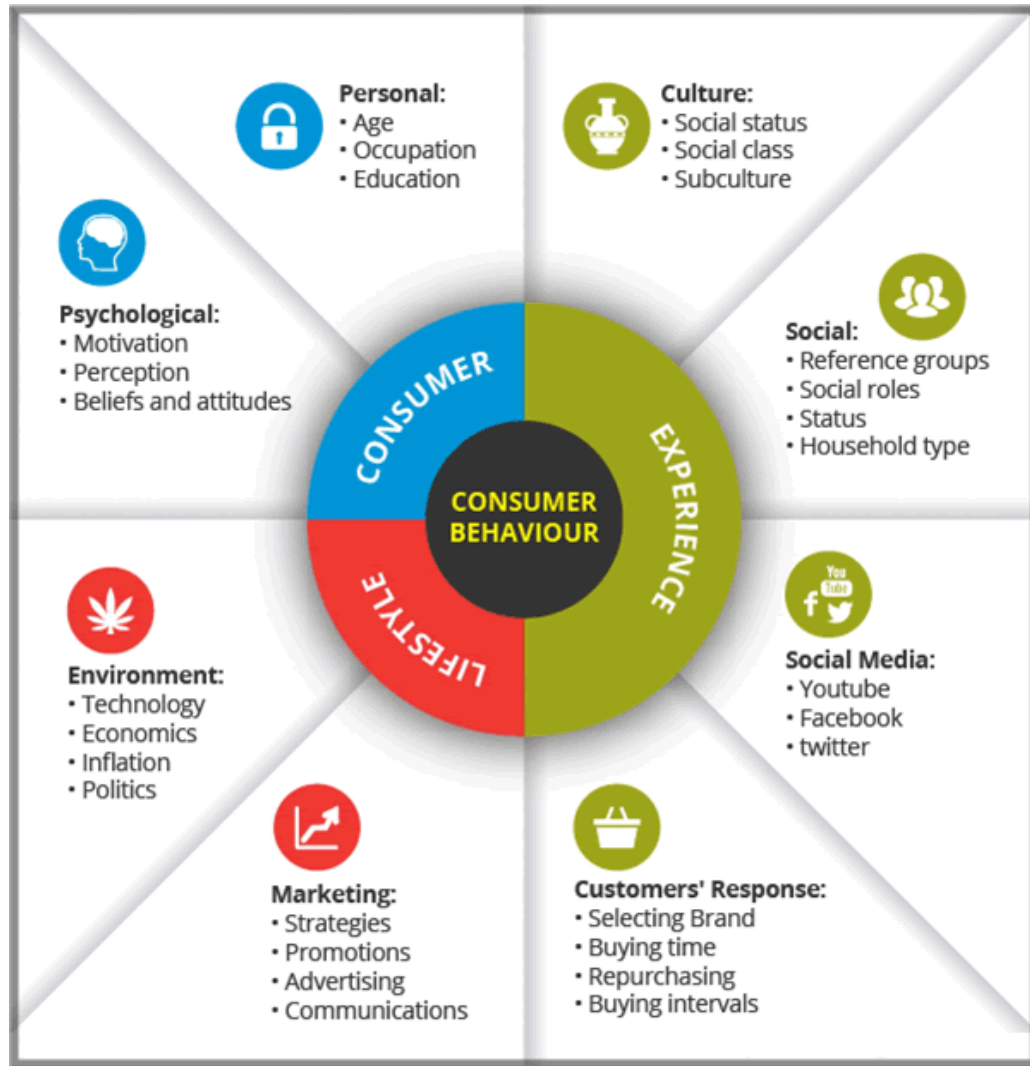 Personal:
• Age
• Occupation
• Education
Culture:
• Social status
• Social class
• Subculture
Psychological:
• Motivation
• Perception
• Beliefs and attitudes
Social:
• Reference groups
• Social roles
• Status
• Household type
CONSUMER
EXPERIENCE
LIFESTYLE
CONSUMER
BEHAVIOUR
Environment:
• Technology
• Economics
• Inflation
• Politics
You
Tube
f
Social Media:
• Youtube
• Facebook
• twitter
Marketing:
• Strategies
• Promotions
• Advertising
• Communications
Customers' Response:
• Selecting Brand
• Buying time
• Repurchasing
• Buying intervals